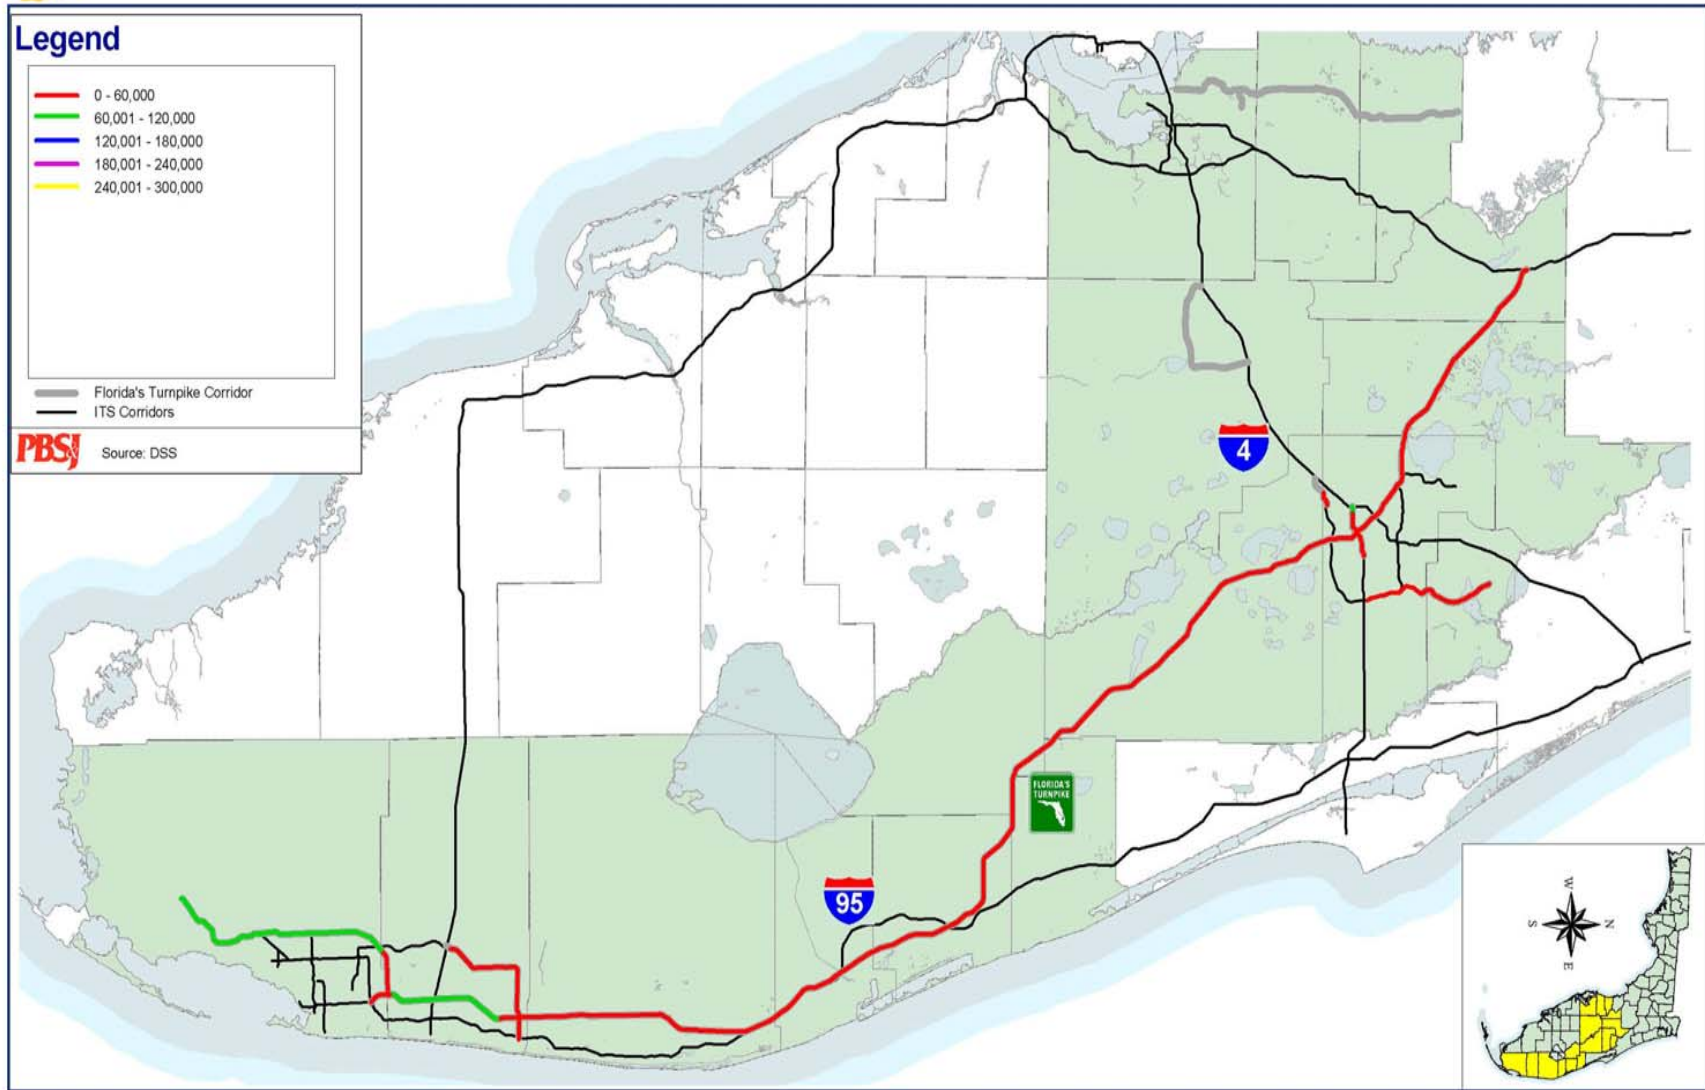 Legend
0 - 60,000
60,001 - 120,000
120,001 - 180,000
180,001 - 240,000
240,001 - 300,000
Florida's Turnpike Corridor
ITS Corridors
PBSJ Source: DSS
4
FLORIDA'S
TURNPIKE
95
W
S N
E